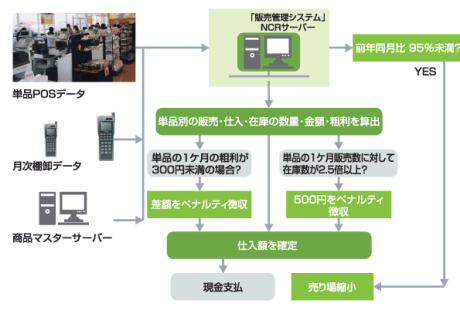 「販売管理システム」
NCRサーバー
前年同月比 95%未満?
YES
単品POSデータ
単品別の販売・仕入・在庫の数量・金額・粗利を算出
月次棚卸データ
単品の1ヶ月の粗利が
300円未満の場合?
単品の1ヶ月販売数に対して
在庫数が2.5倍以上?
差額をペナルティ徴収
500円をペナルティ
徴収
商品マスターサーバー
仕入額を確定
現金支払
売り場縮小